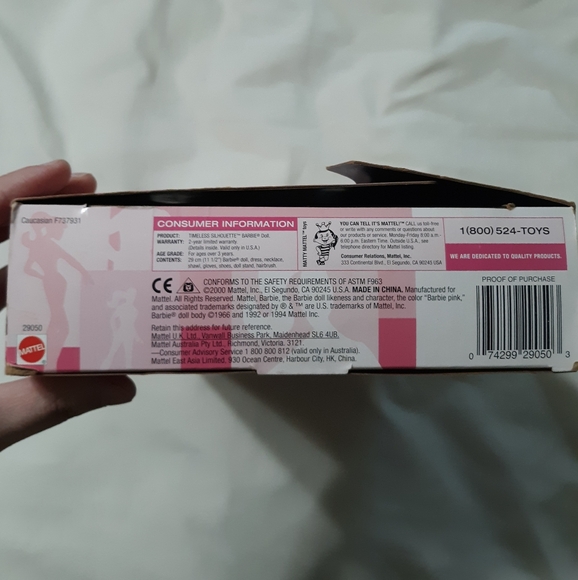 Caucasian F737931
CONSUMER INFORMATION
PRODUCT: TIMELESS SILHOUETTE™ BARBIE® Doll.
WARRANTY: 2-year limited warranty
(Details inside. Valid only in U.S.A.)
AGE GRADE: For ages over 3 years.
CONTENTS: 29 cm (11 1/2") Barbie® doll, dress, necklace,
shawl, gloves, shoes, doll stand, hairbrush.
MATTY MATTEL™ says
YOU CAN TELL IT'S MATTEL!™ CALL us toll-free
or write with any comments or questions about
our products or service. Monday-Friday 8:00 a.m.-
6:00 p.m. Eastern Time. Outside U.S.A., see
telephone directory for Mattel listing.
Consumer Relations, Mattel, Inc.,
333 Continental Blvd., El Segundo, CA 90245 USA
1(800) 524-TOYS
WE ARE DEDICATED TO QUALITY PRODUCTS.
CE CONFORMS TO THE SAFETY REQUIREMENTS OF ASTM F963
©2000 Mattel, Inc., El Segundo, CA 90245 U.S.A. MADE IN CHINA. Manufactured for
Mattel. All Rights Reserved. Mattel, Barbie, the Barbie doll likeness and character, the color "Barbie pink,"
and associated trademarks designated by ® & ™ are U.S. trademarks of Mattel, Inc.
Barbie® doll body ©1966 and 1992 or 1994 Mattel Inc.
Retain this address for future reference.
Mattel U.K. Ltd., Vanwall Business Park, Maidenhead SL6 4UB.
Mattel Australia Pty Ltd., Richmond, Victoria. 3121.
—Consumer Advisory Service 1 800 800 812 (valid only in Australia).
Mattel East Asia Limited, 930 Ocean Centre, Harbour City, HK, China.
29050
MATTEL
PROOF OF PURCHASE
0 74299 29050 3